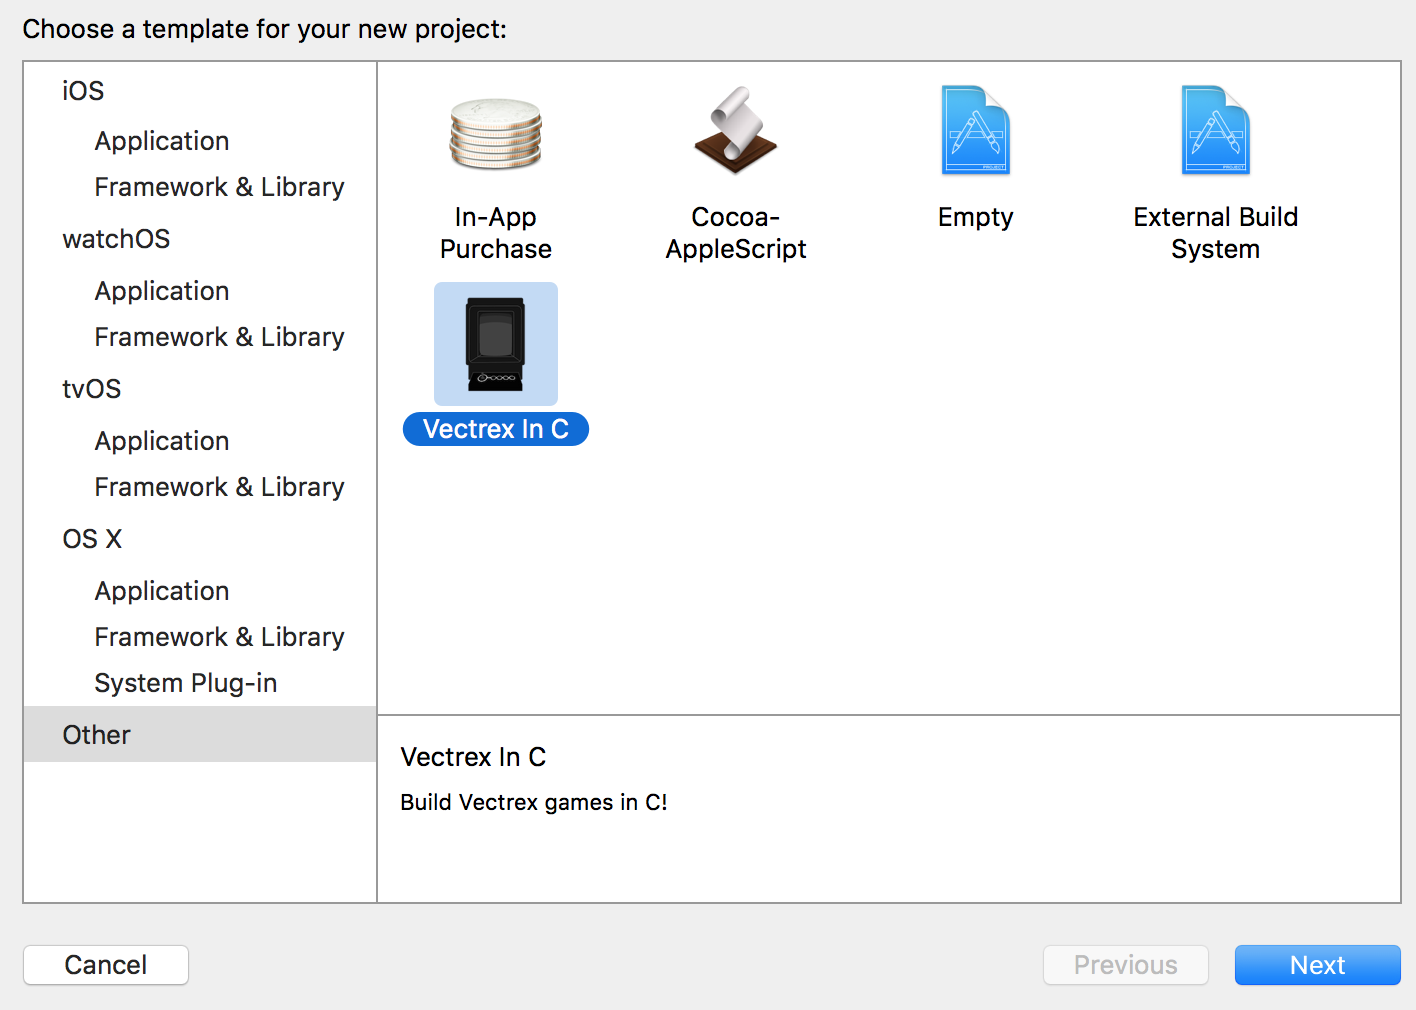 Choose a template for your new project:
iOS
Application
Framework & Library
watchOS
Application
Framework & Library
tvOS
Application
Framework & Library
OS X
Application
Framework & Library
System Plug-in
Other
In-App
Purchase
Cocoa-
AppleScript
Empty
External Build
System
PROJECT
PROJECT
Vectrex In C
Vectrex In C
Build Vectrex games in C!
Cancel
Previous
Next